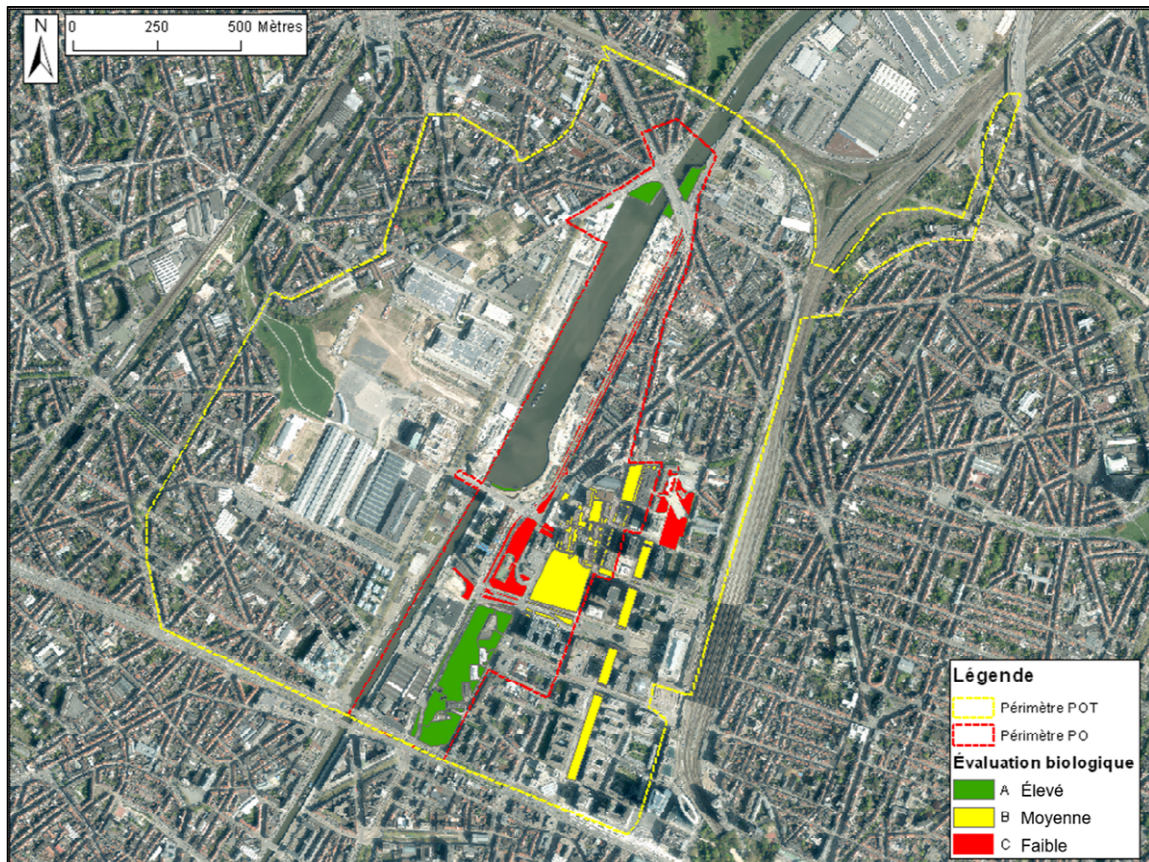 N
0 250 500 Mètres
Légende
Périmètre POT
Périmètre PO
Évaluation biologique
A Élevé
B Moyenne
C Faible